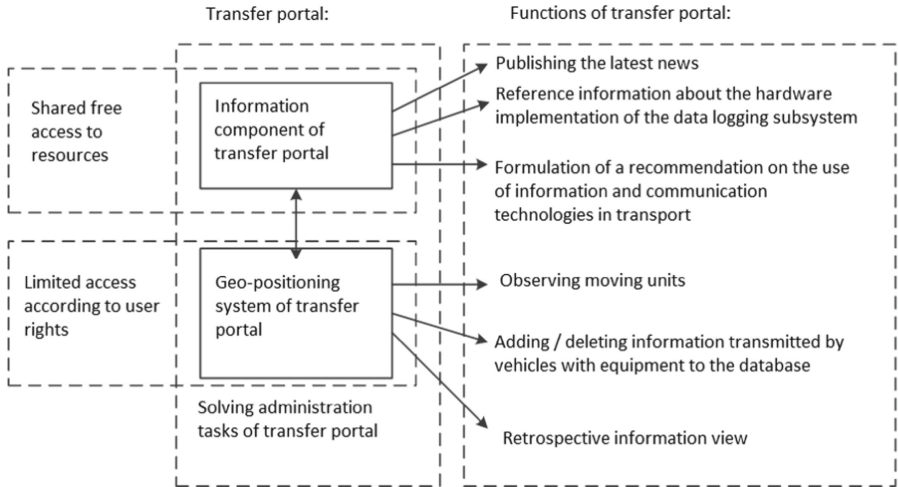 Transfer portal:
Functions of transfer portal:
Shared free
access to
resources
Information
component of
transfer portal
Publishing the latest news
Reference information about the hardware
implementation of the data logging subsystem
Formulation of a recommendation on the use
of information and communication
technologies in transport
Limited access
according to user
rights
Geo-positioning
system of transfer
portal
Observing moving units
Adding / deleting information transmitted by
vehicles with equipment to the database
Retrospective information view
Solving administration
tasks of transfer portal